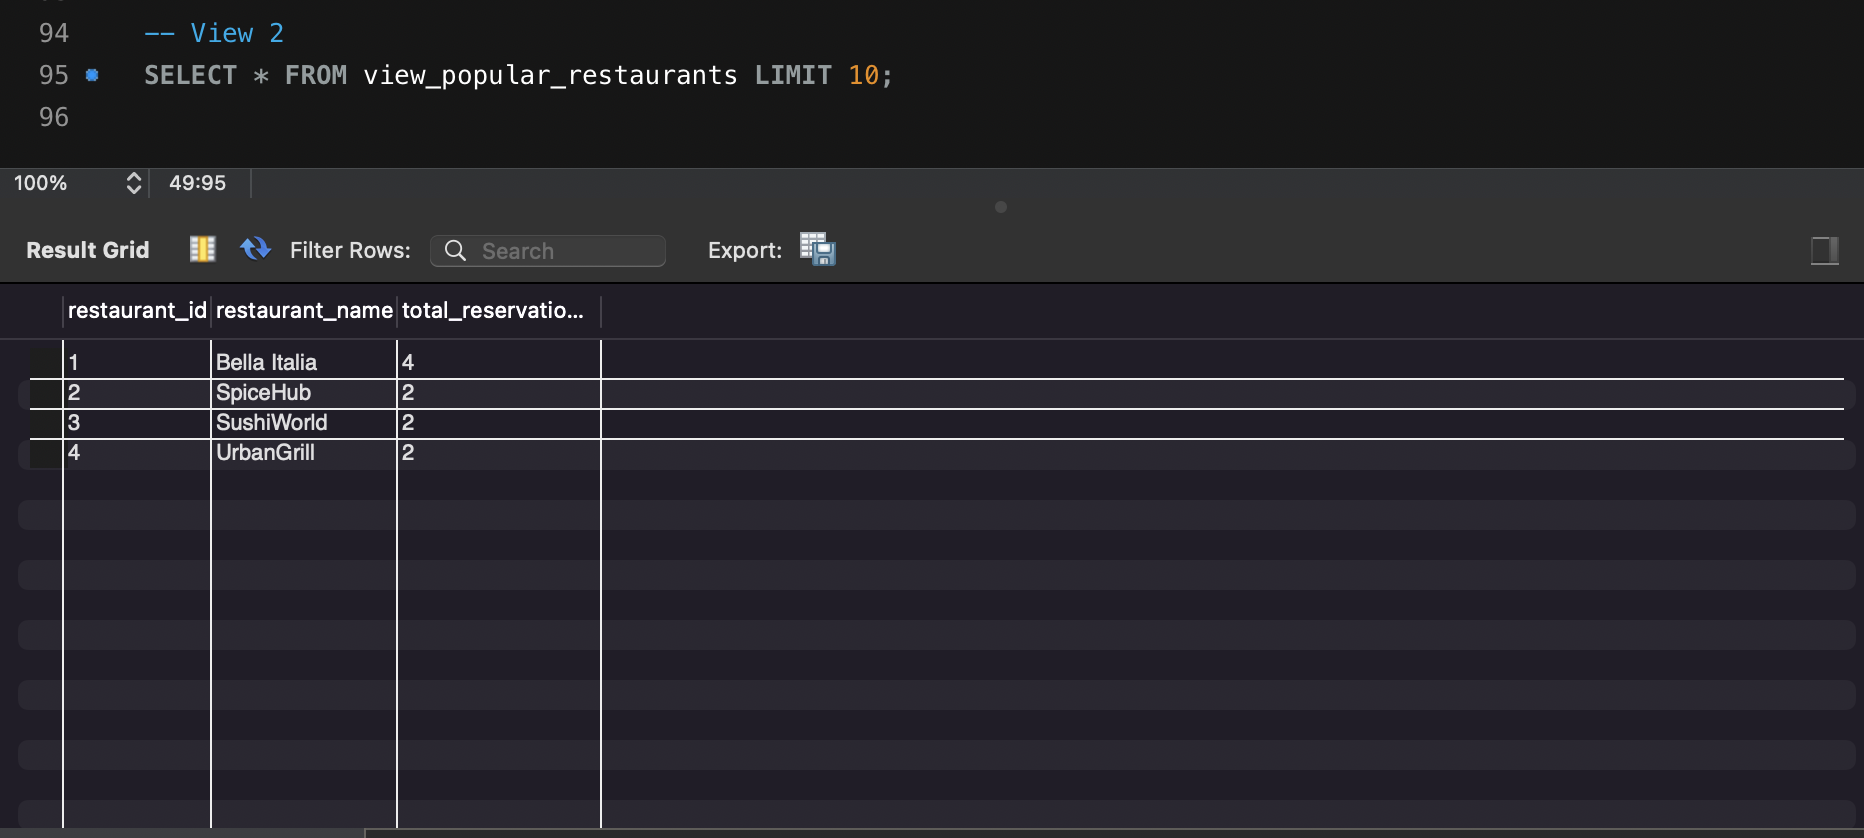 94 -- View 2
95 SELECT * FROM view_popular_restaurants LIMIT 10;
96
100% 49:95
Result Grid Filter Rows: Search Export:
restaurant_id restaurant_name total_reservatio...
1 Bella Italia 4
2 SpiceHub 2
3 SushiWorld 2
4 UrbanGrill 2